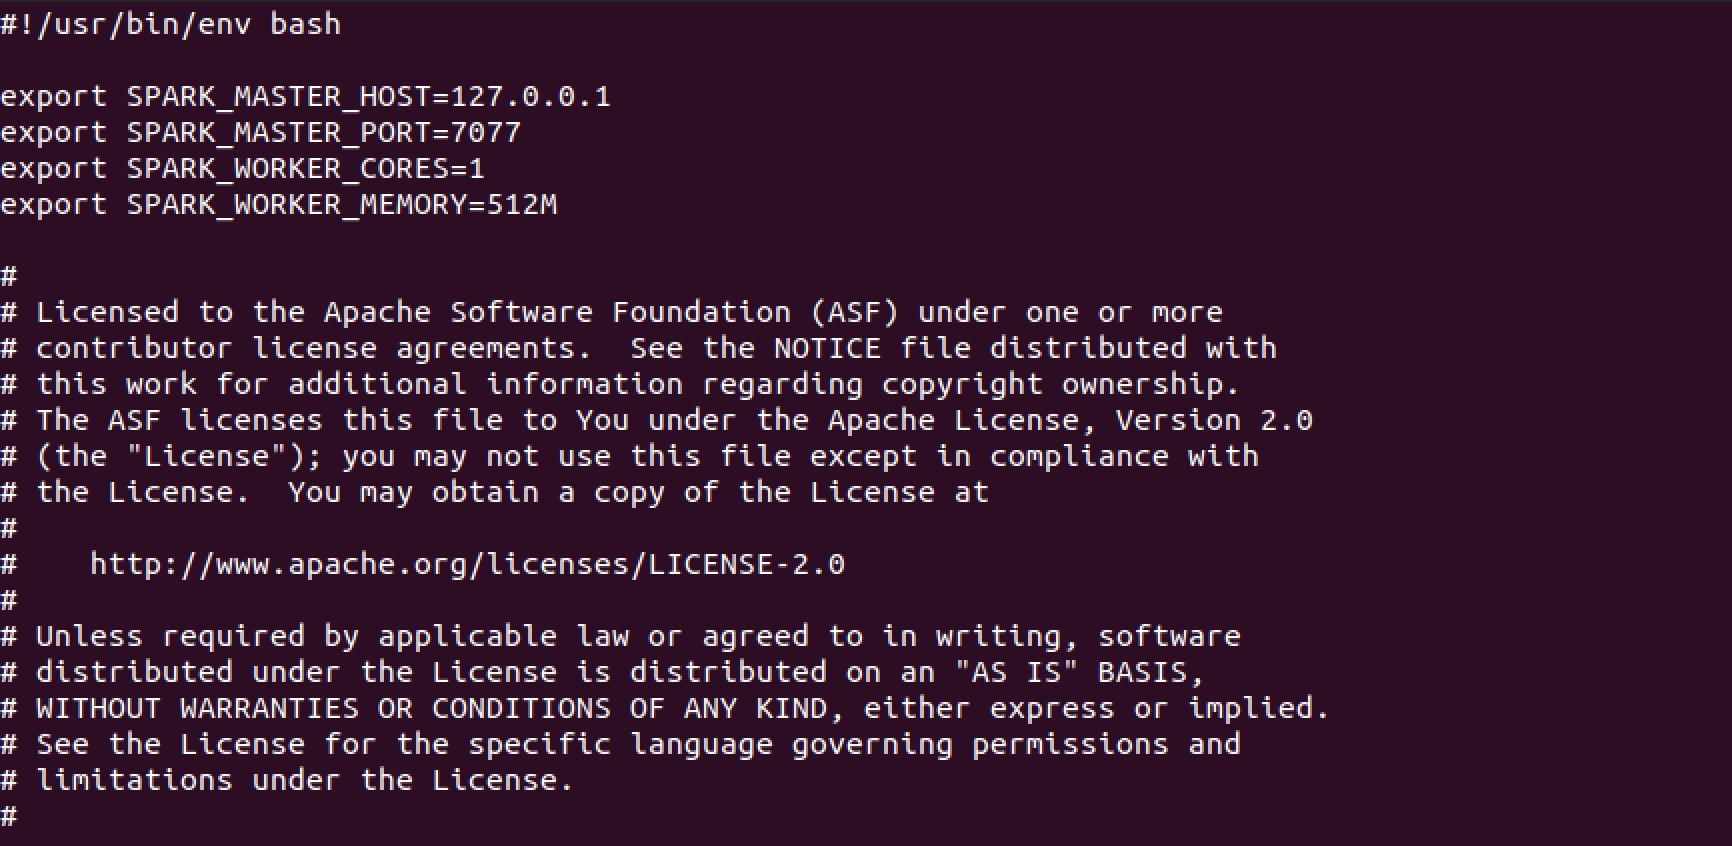 #!/usr/bin/env bash
export SPARK_MASTER_HOST=127.0.0.1
export SPARK_MASTER_PORT=7077
export SPARK_WORKER_CORES=1
export SPARK_WORKER_MEMORY=512M
#
# Licensed to the Apache Software Foundation (ASF) under one or more
# contributor license agreements.  See the NOTICE file distributed with
# this work for additional information regarding copyright ownership.
# The ASF licenses this file to You under the Apache License, Version 2.0
# (the "License"); you may not use this file except in compliance with
# the License.  You may obtain a copy of the License at
#
#    http://www.apache.org/licenses/LICENSE-2.0
#
# Unless required by applicable law or agreed to in writing, software
# distributed under the License is distributed on an "AS IS" BASIS,
# WITHOUT WARRANTIES OR CONDITIONS OF ANY KIND, either express or implied.
# See the License for the specific language governing permissions and
# limitations under the License.
#